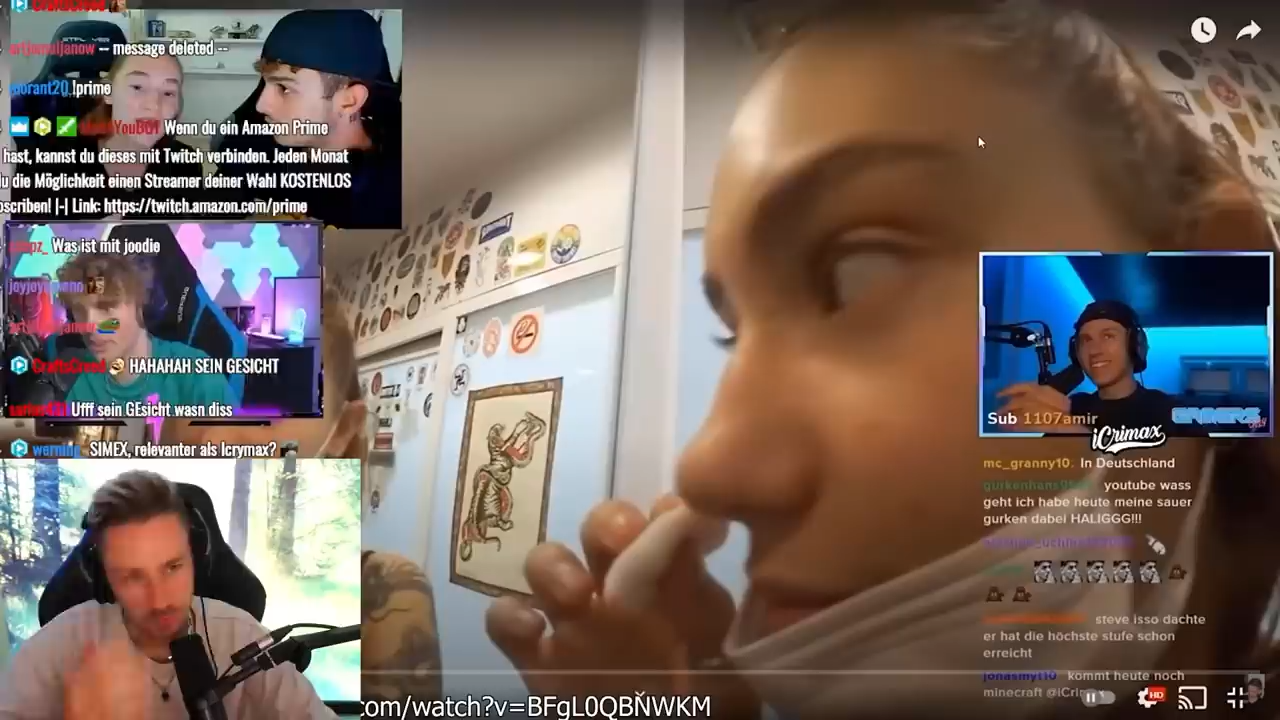 -- message deleted --
!prime
Wenn du ein Amazon Prime
hast, kannst du dieses mit Twitch verbinden. Jeden Monat
die Möglichkeit einen Streamer deiner Wahl KOSTENLOS
Link: https://twitch.amazon.com/prime
Was ist mit joodie
CraftsCreed HAHAHAH SEIN GESICHT
Ufff sein GEsicht wasn diss
SIMEX, relevanter als Icrymax?
com/watch?v=BFgL0QBŇWKM
Sub 1107amir
GAMERS
iCrimax
mc_granny10: In Deutschland
youtube wass
geht ich habe heute meine sauer
gurken dabei HALIGGG!!!
steve isso dachte
er hat die höchste stufe schon
erreicht
jonasmyt10: kommt heute noch
minecraft
HD